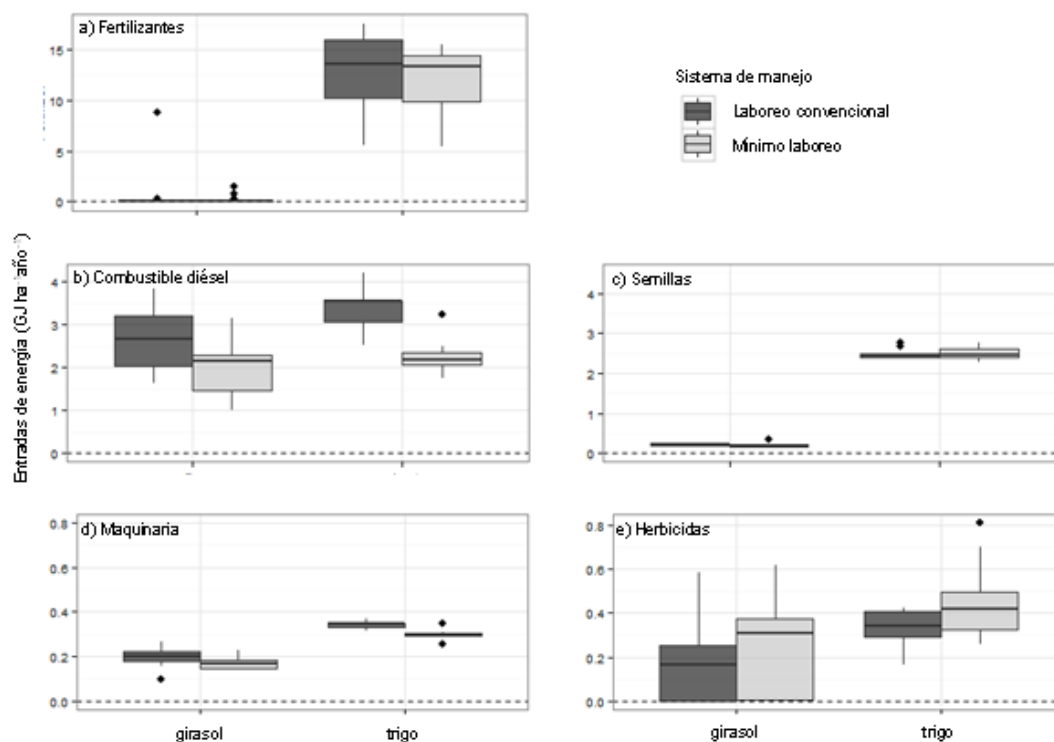 a) Fertilizantes
15
10
5
0
Sistema de manejo
Laboreo convencional
Mínimo laboreo
Entradas de energía (GJ ha⁻¹año⁻¹)
b) Combustible diésel
4
3
2
1
0
c) Semillas
4
3
2
1
0
d) Maquinaria
0.8
0.6
0.4
0.2
0.0
girasol
trigo
e) Herbicidas
0.8
0.6
0.4
0.2
0.0
girasol
trigo